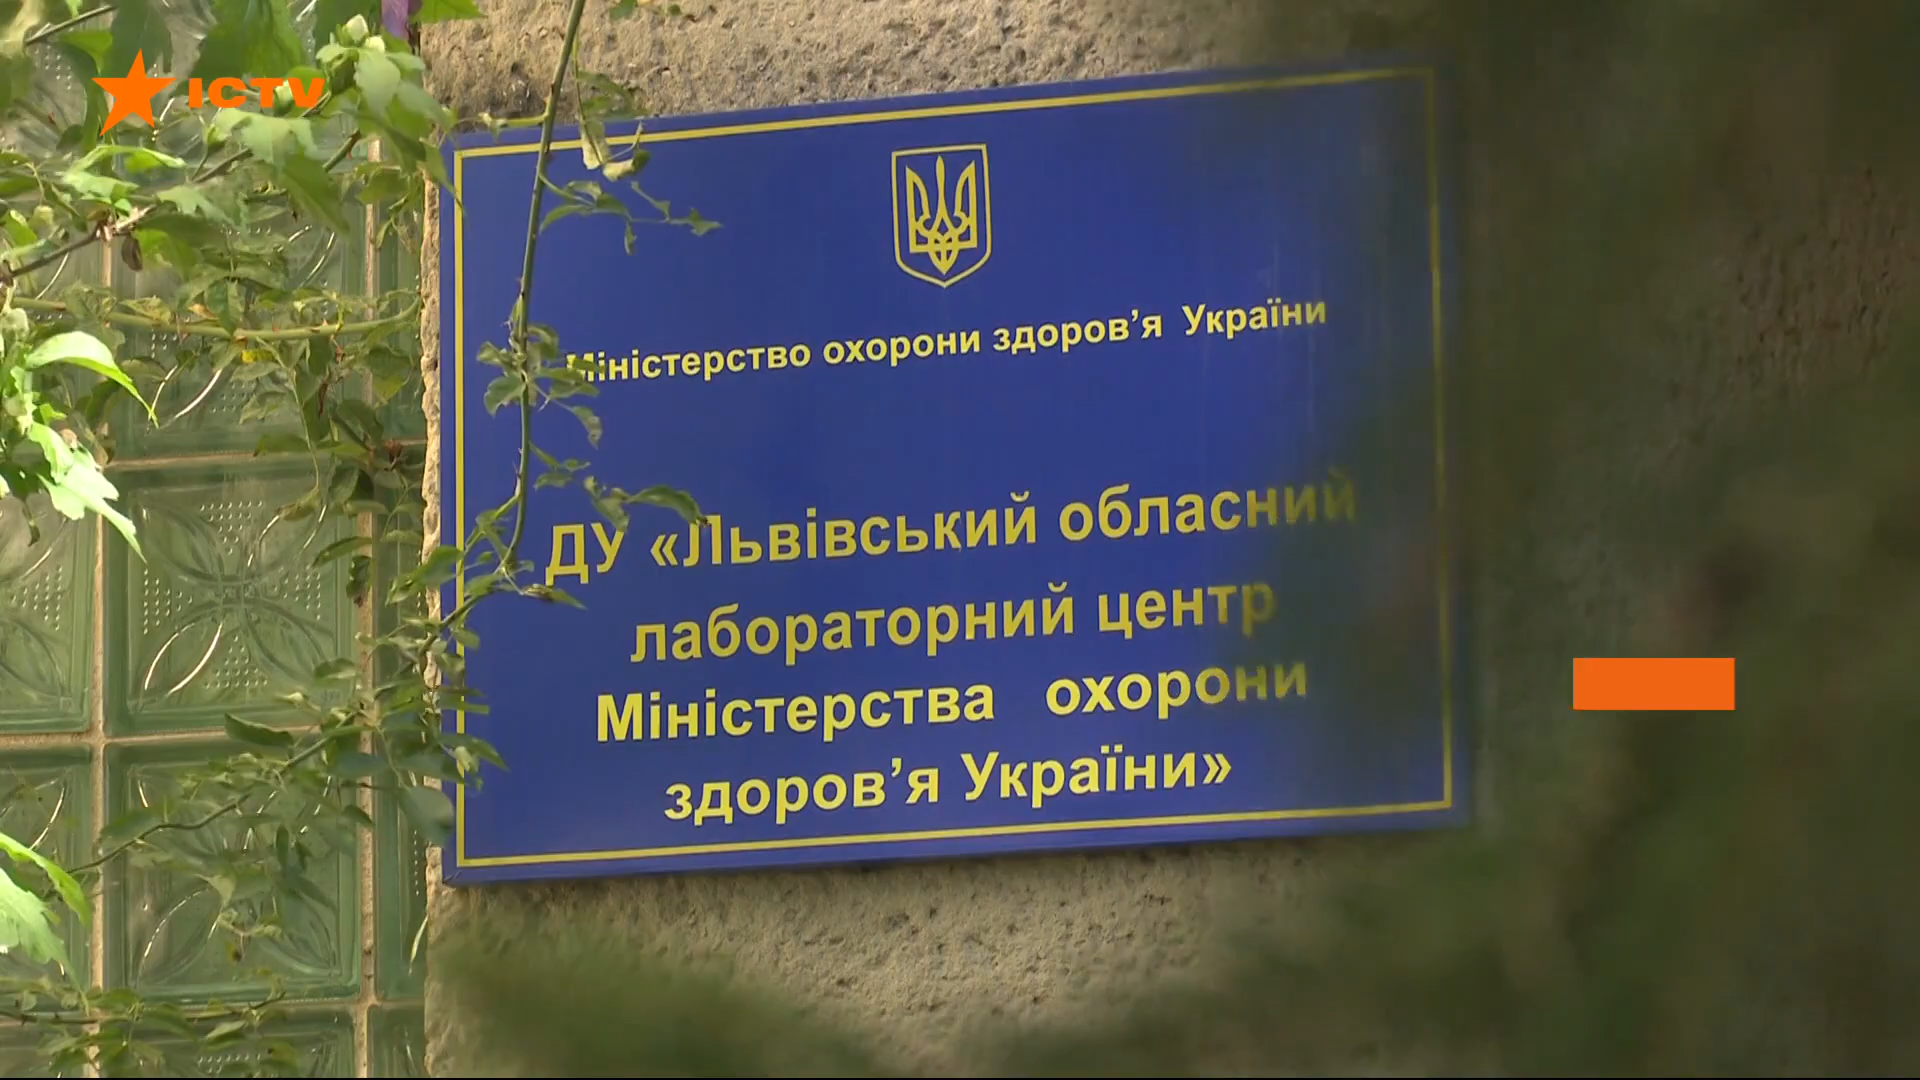 ICTV
Міністерство охорони здоров’я України
ДУ «Львівський обласний
лабораторний центр
Міністерства охорони
здоров’я України»